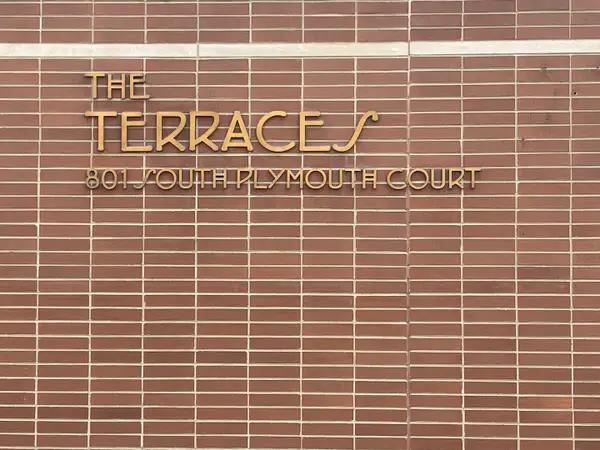 THE
TERRACES
801 SOUTH PLYMOUTH COURT